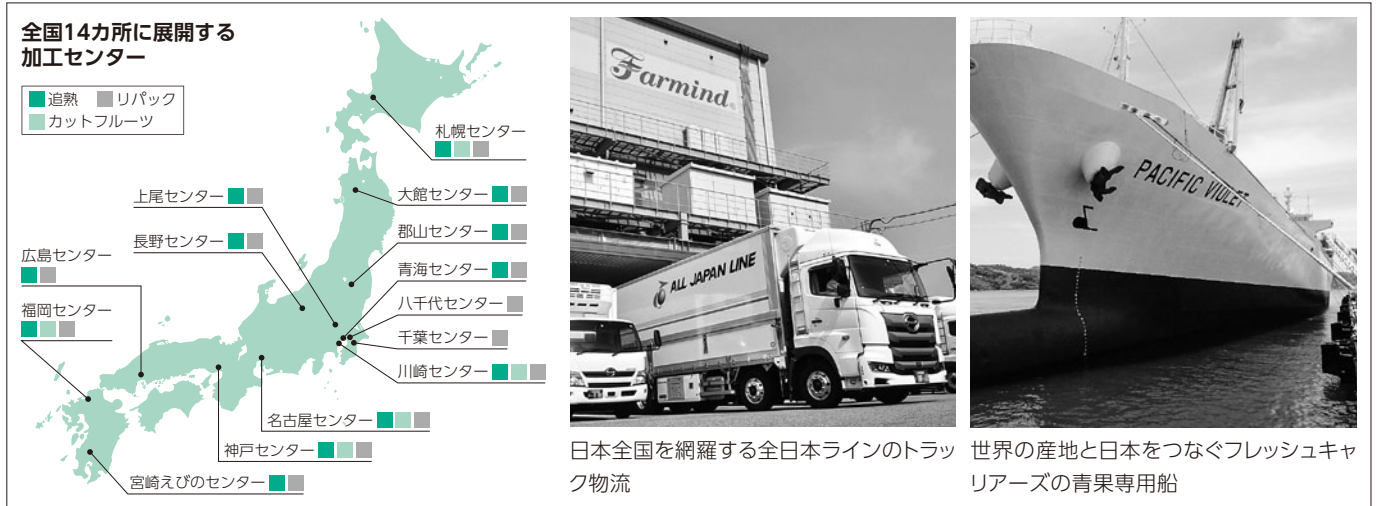 全国14カ所に展開する
加工センター
追熟 リパック
カットフルーツ
札幌センター
大館センター
上尾センター
郡山センター
長野センター
青海センター
広島センター
八千代センター
福岡センター
千葉センター
川崎センター
名古屋センター
神戸センター
宮崎えびのセンター
Farmind
ALL JAPAN LINE
PACIFIC VIOLET
日本全国を網羅する全日本ラインのトラッ
ク物流
世界の産地と日本をつなぐフレッシュキャ
リアーズの青果専用船